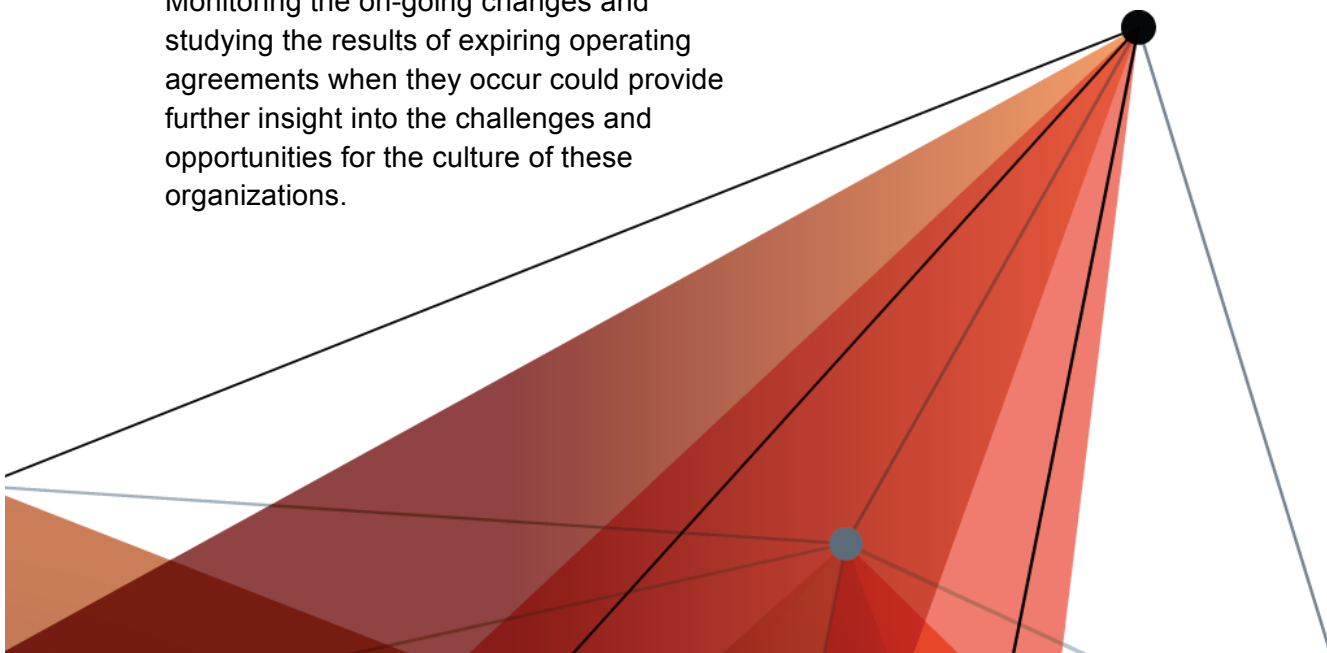 Monitoring the on-going changes and
studying the results of expiring operating
agreements when they occur could provide
further insight into the challenges and
opportunities for the culture of these
organizations.